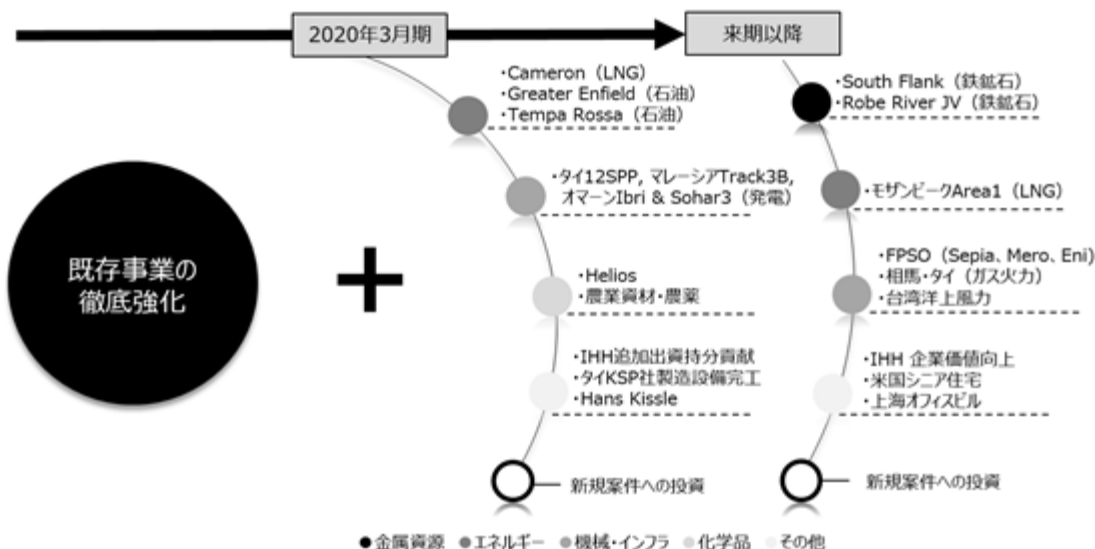 2020年3月期
来期以降
既存事業の
徹底強化
・Cameron（LNG）
・Greater Enfield（石油）
・Tempa Rossa（石油）
・タイ12SPP, マレーシアTrack3B,
オマーンIbri & Sohar3（発電）
・Helios
・農業資材・農薬
・IHH追加出資持分貢献
・タイKSP社製造設備完工
・Hans Kissle
新規案件への投資
・South Flank（鉄鉱石）
・Robe River JV（鉄鉱石）
・モザンビークArea1（LNG）
・FPSO（Sepia、Mero、Eni)
・相馬・タイ（ガス火力）
・台湾洋上風力
・IHH 企業価値向上
・米国シニア住宅
・上海オフィスビル
新規案件への投資
●金属資源 ●エネルギー ●機械・インフラ ●化学品 ●その他